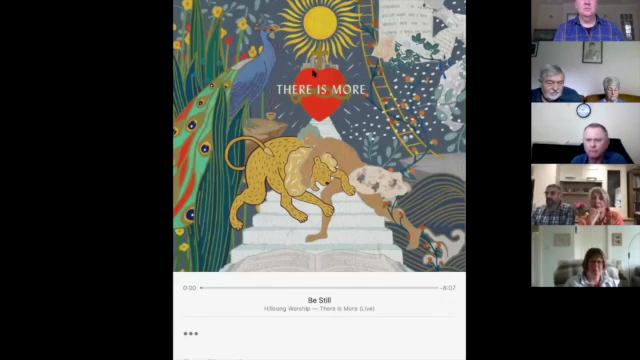 THERE IS MORE
0:00
-8:07
Be Still
Hillsong Worship — There Is More (Live)